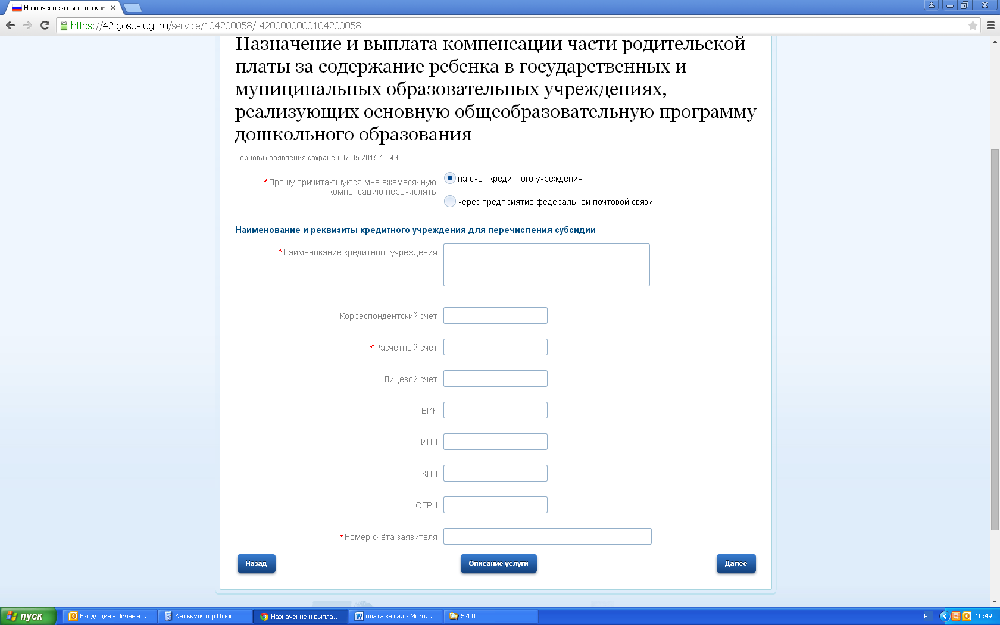 Назначение и выплата ком
https://42.gosuslugi.ru/service/104200058/-4200000000104200058
Назначение и выплата компенсации части родительской
платы за содержание ребенка в государственных и
муниципальных образовательных учреждениях,
реализующих основную общеобразовательную программу
дошкольного образования
Черновик заявления сохранен 07.05.2015 10:49
*Прошу причитающуюся мне ежемесячную
компенсацию перечислять
на счет кредитного учреждения
через предприятие федеральной почтовой связи
Наименование и реквизиты кредитного учреждения для перечисления субсидии
*Наименование кредитного учреждения
Корреспондентский счет
*Расчетный счет
Лицевой счет
БИК
ИНН
КПП
ОГРН
*Номер счёта заявителя
Назад
Описание услуги
Далее
пуск
Входящие - Личные ...
Калькулятор Плюс
Назначение и выпла...
плата за сад - Micro...
5200
RU
10:49